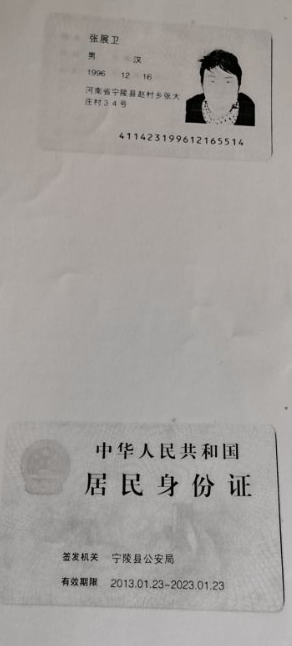 张展卫
男 汉
1996 12 16
河南省宁陵县赵村乡张大
庄村34号
411423199612165514
中华人民共和国
居民身份证
签发机关 宁陵县公安局
有效期限 2013.01.23-2023.01.23